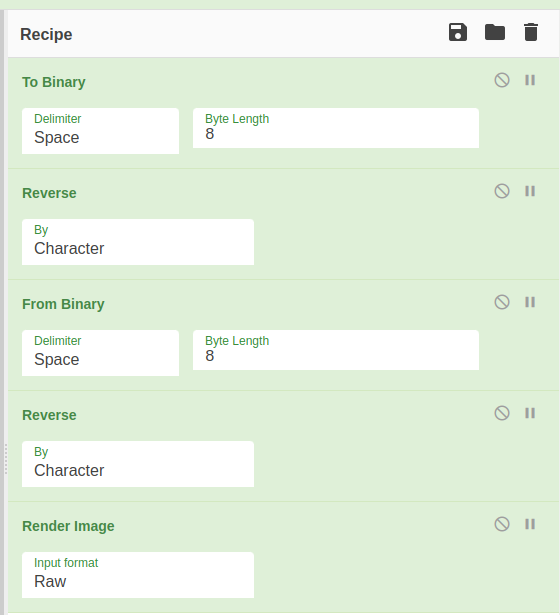 Recipe
To Binary
Delimiter
Space
Byte Length
8
Reverse
By
Character
From Binary
Delimiter
Space
Byte Length
8
Reverse
By
Character
Render Image
Input format
Raw